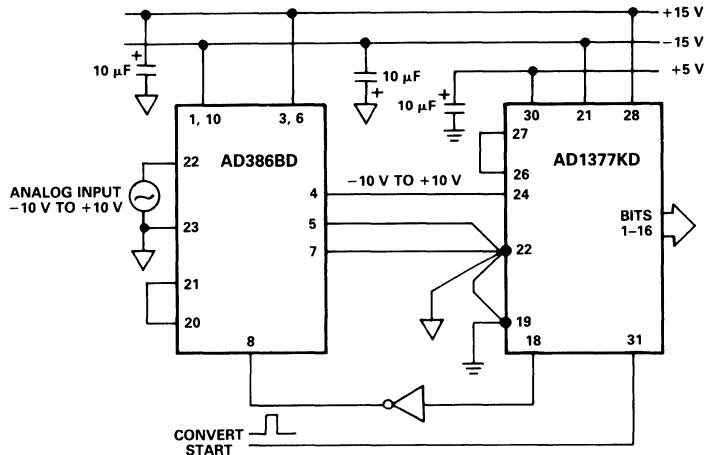 +15 V
−15 V
10 μF
+
10 μF
+
+5 V
+
10 μF
1, 10
3, 6
30
21
28
AD386BD
AD1377KD
27
26
22
4
−10 V TO +10 V
24
ANALOG INPUT
−10 V TO +10 V
23
5
7
22
BITS
1–16
21
20
19
8
18
31
CONVERT
START